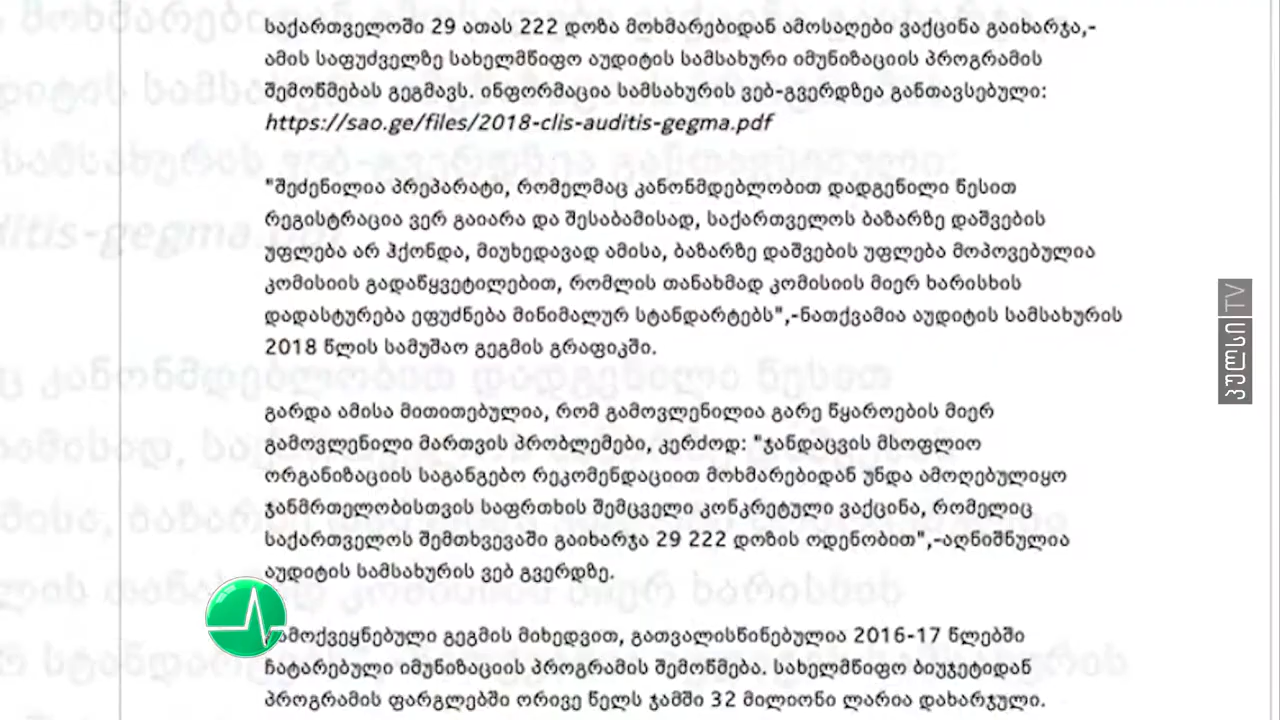 საქართველოში 29 ათას 222 დოზა მოხმარებიდან ამოსაღები ვაქცინა გაიხარჯა,-
ამის საფუძველზე სახელმწიფო აუდიტის სამსახური იმუნიზაციის პროგრამის
შემოწმებას გეგმავს. ინფორმაცია სამსახურის ვებ-გვერდზეა განთავსებული:
https://sao.ge/files/2018-clis-auditis-gegma.pdf
"შეძენილია პრეპარატი, რომელმაც კანონმდებლობით დადგენილი წესით
რეგისტრაცია ვერ გაიარა და შესაბამისად, საქართველოს ბაზარზე დაშვების
უფლება არ ჰქონდა, მიუხედავად ამისა, ბაზარზე დაშვების უფლება მოპოვებულია
კომისიის გადაწყვეტილებით, რომლის თანახმად კომისიის მიერ ხარისხის
დადასტურება ეფუძნება მინიმალურ სტანდარტებს",-ნათქვამია აუდიტის სამსახურის
2018 წლის სამუშაო გეგმის გრაფიკში.
გარდა ამისა მითითებულია, რომ გამოვლენილია გარე წყაროების მიერ
გამოვლენილი მართვის პრობლემები, კერძოდ: "ჯანდაცვის მსოფლიო
ორგანიზაციის საგანგებო რეკომენდაციით მოხმარებიდან უნდა ამოღებულიყო
ჯანმრთელობისთვის საფრთხის შემცველი კონკრეტული ვაქცინა, რომელიც
საქართველოს შემთხვევაში გაიხარჯა 29 222 დოზის ოდენობით",-აღნიშნულია
აუდიტის სამსახურის ვებ გვერდზე.
გამოქვეყნებული გეგმის მიხედვით, გათვალისწინებულია 2016-17 წლებში
ჩატარებული იმუნიზაციის პროგრამის შემოწმება. სახელმწიფო ბიუჯეტიდან
პროგრამის ფარგლებში ორივე წელს ჯამში 32 მილიონი ლარია დახარჯული.
პულსი TV